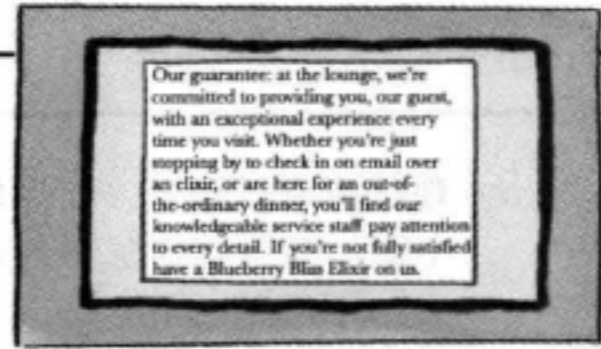 Our guarantee: at the lounge, we're
committed to providing you, our guest,
with an exceptional experience every
time you visit. Whether you're just
stopping by to check in on email over
an elixir, or are here for an out-of-
the-ordinary dinner, you'll find our
knowledgeable service staff pay attention
to every detail. If you're not fully satisfied
have a Blueberry Bliss Elixir on us.